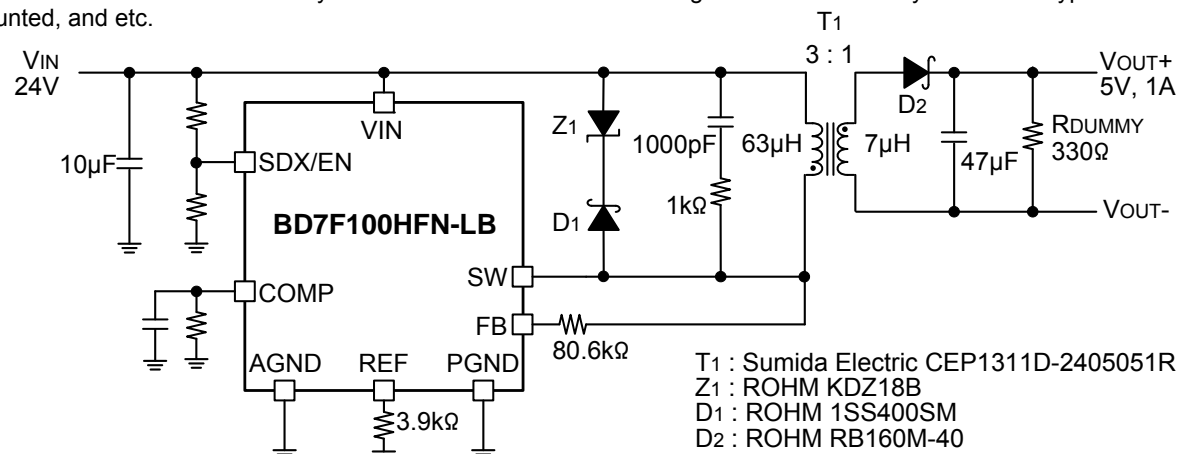 unted, and etc.
T1
3 : 1
VIN
24V
VOUT+
5V, 1A
D2
VIN
Z1
1000pF
63µH
7µH
RDUMMY
330Ω
10µF
SDX/EN
47µF
1kΩ
BD7F100HFN-LB
D1
VOUT-
SW
COMP
FB
80.6kΩ
AGND
REF
PGND
3.9kΩ
T1 : Sumida Electric CEP1311D-2405051R
Z1 : ROHM KDZ18B
D1 : ROHM 1SS400SM
D2 : ROHM RB160M-40